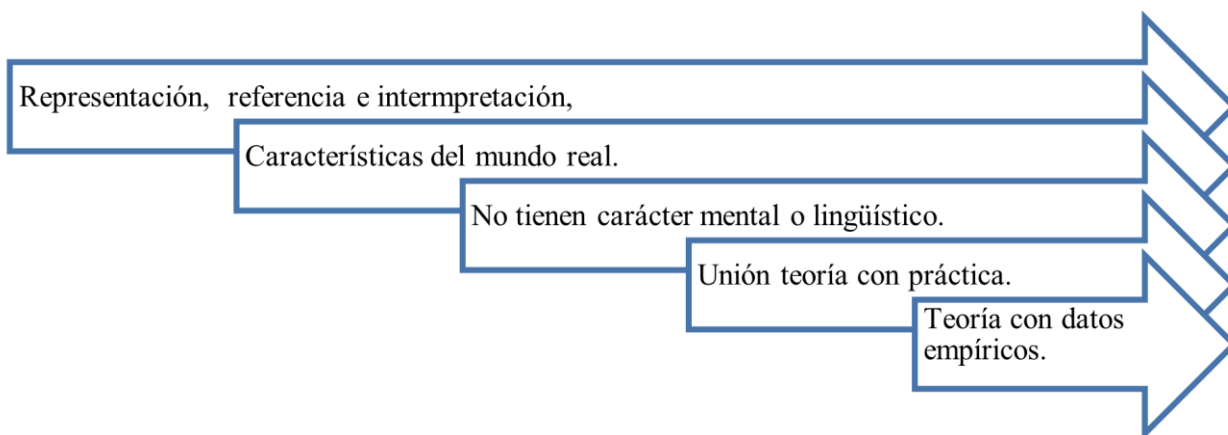 Representación, referencia e intermpretación,
Características del mundo real.
No tienen carácter mental o lingüístico.
Unión teoría con práctica.
Teoría con datos
empíricos.